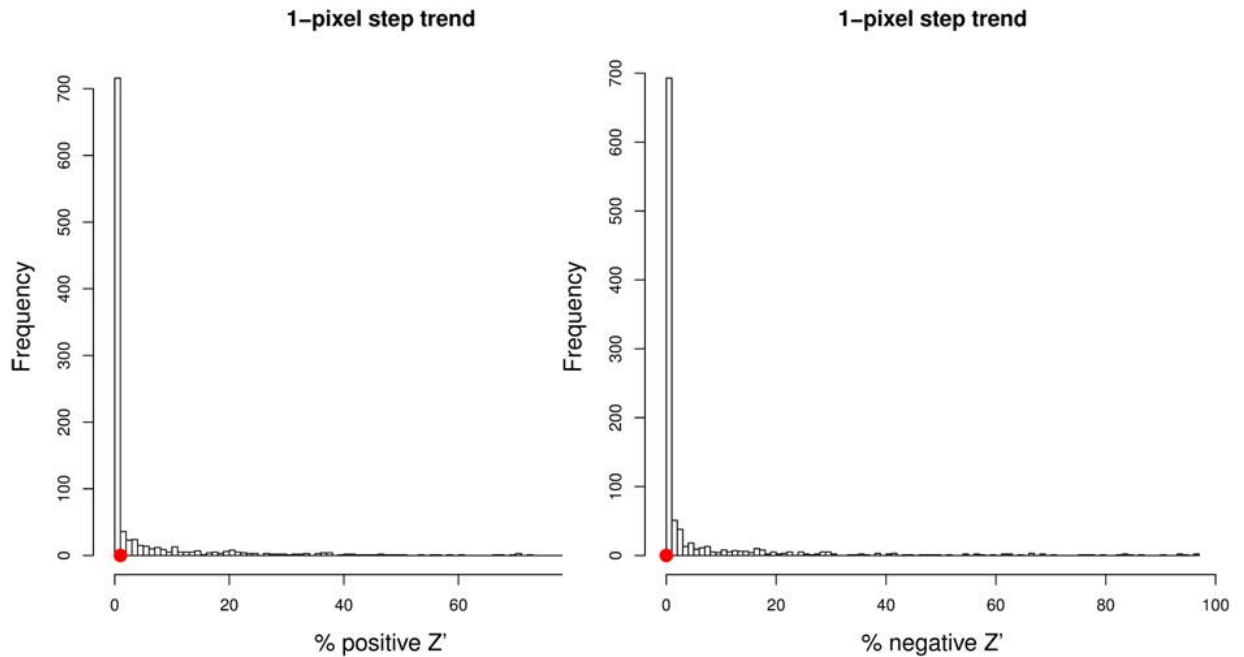 1−pixel step trend
Frequency
0 100 200 300 400 500 600 700
0 20 40 60
% positive Z’
1−pixel step trend
Frequency
0 100 200 300 400 500 600 700
0 20 40 60 80 100
% negative Z’